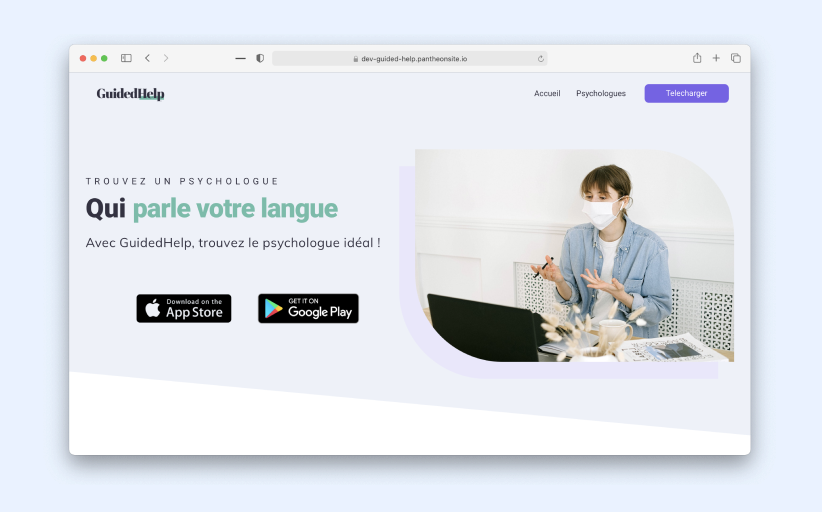 dev-guided-help.pantheonsite.io
GuidedHelp
Accueil
Psychologues
Telecharger
TROUVEZ UN PSYCHOLOGUE
Qui parle votre langue
Avec GuidedHelp, trouvez le psychologue idéal !
Download on the
App Store
GET IT ON
Google Play